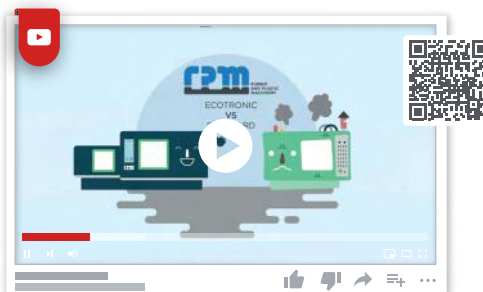 rpm
RUBBER
AND PLASTIC
MACHINERY
ECOTRONIC
VS